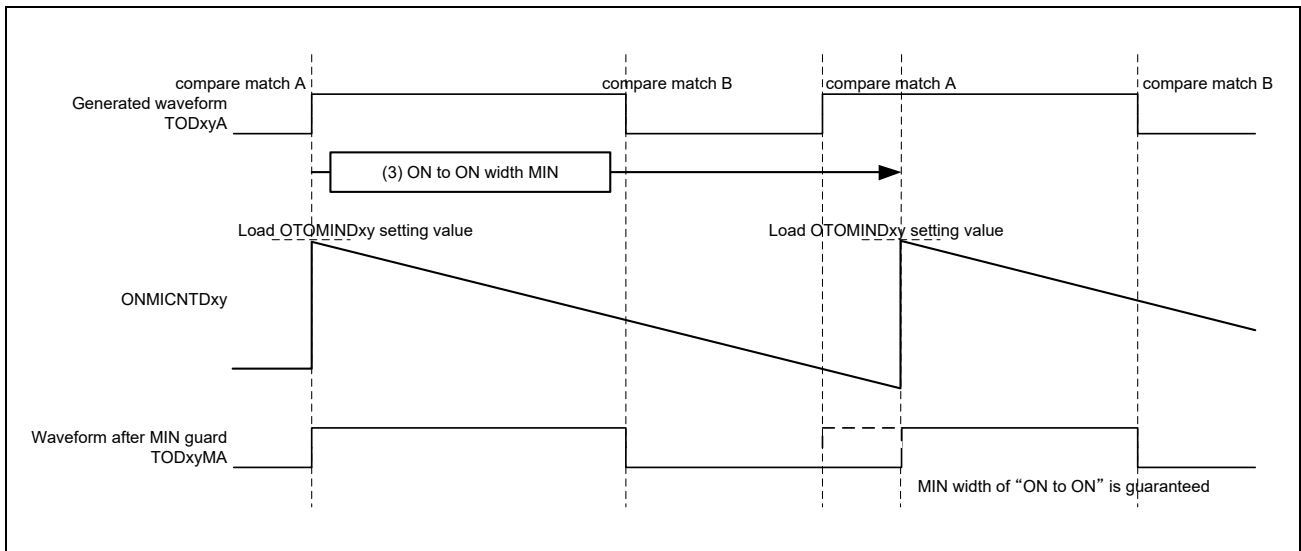 compare match A
compare match B
compare match A
compare match B
Generated waveform
TODxyA
(3) ON to ON width MIN
Load OTOMINDxy setting value
Load OTOMINDxy setting value
ONMICNTDxy
Waveform after MIN guard
TODxyMA
MIN width of “ON to ON” is guaranteed